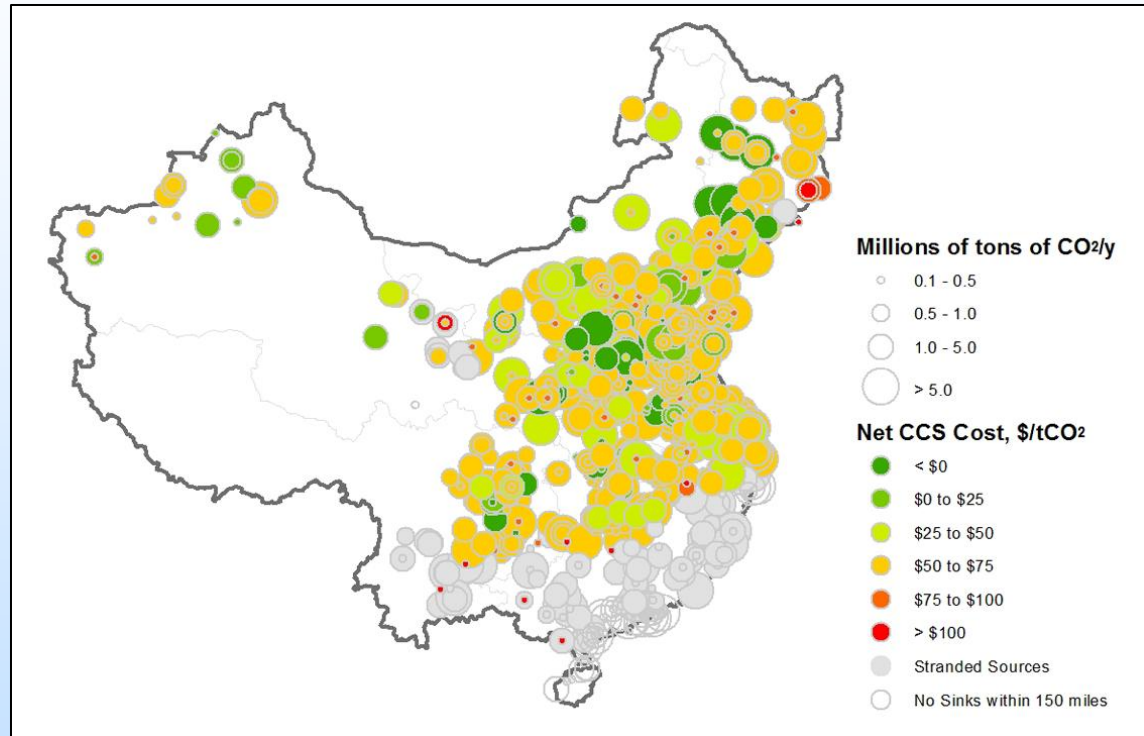 Millions of tons of CO²/y
0.1 - 0.5
0.5 - 1.0
1.0 - 5.0
> 5.0
Net CCS Cost, $/tCO²
< $0
$0 to $25
$25 to $50
$50 to $75
$75 to $100
> $100
Stranded Sources
No Sinks within 150 miles